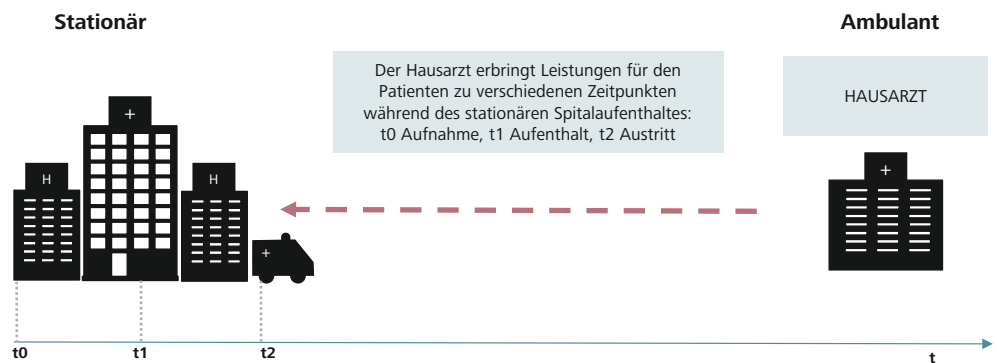 Stationär
Ambulant
Der Hausarzt erbringt Leistungen für den
Patienten zu verschiedenen Zeitpunkten
während des stationären Spitalaufenthaltes:
t0 Aufnahme, t1 Aufenthalt, t2 Austritt
HAUSARZT
H
H
t0
t1
t2
t